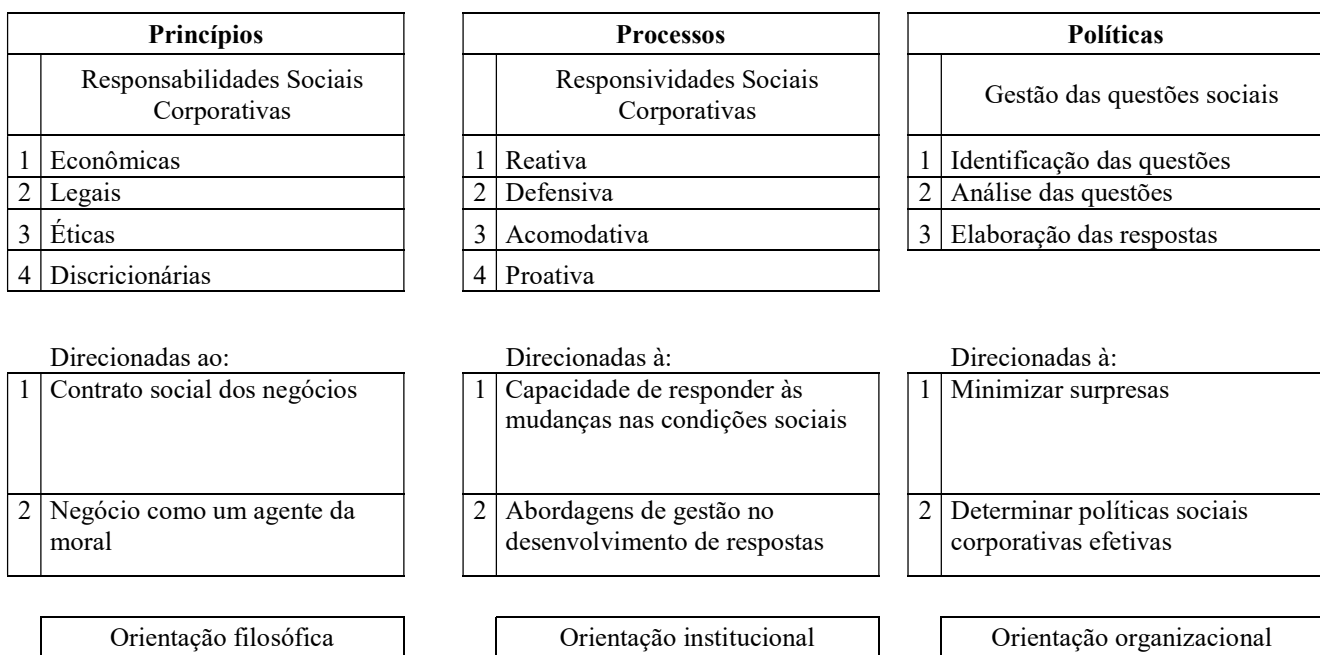 Princípios
Responsabilidades Sociais
Corporativas
1 Econômicas
2 Legais
3 Éticas
4 Discricionárias
Direcionadas ao:
1 Contrato social dos negócios
2 Negócio como um agente da
moral
Orientação filosófica
Processos
Responsividades Sociais
Corporativas
1 Reativa
2 Defensiva
3 Acomodativa
4 Proativa
Direcionadas à:
1 Capacidade de responder às
mudanças nas condições sociais
2 Abordagens de gestão no
desenvolvimento de respostas
Orientação institucional
Políticas
Gestão das questões sociais
1 Identificação das questões
2 Análise das questões
3 Elaboração das respostas
Direcionadas à:
1 Minimizar surpresas
2 Determinar políticas sociais
corporativas efetivas
Orientação organizacional